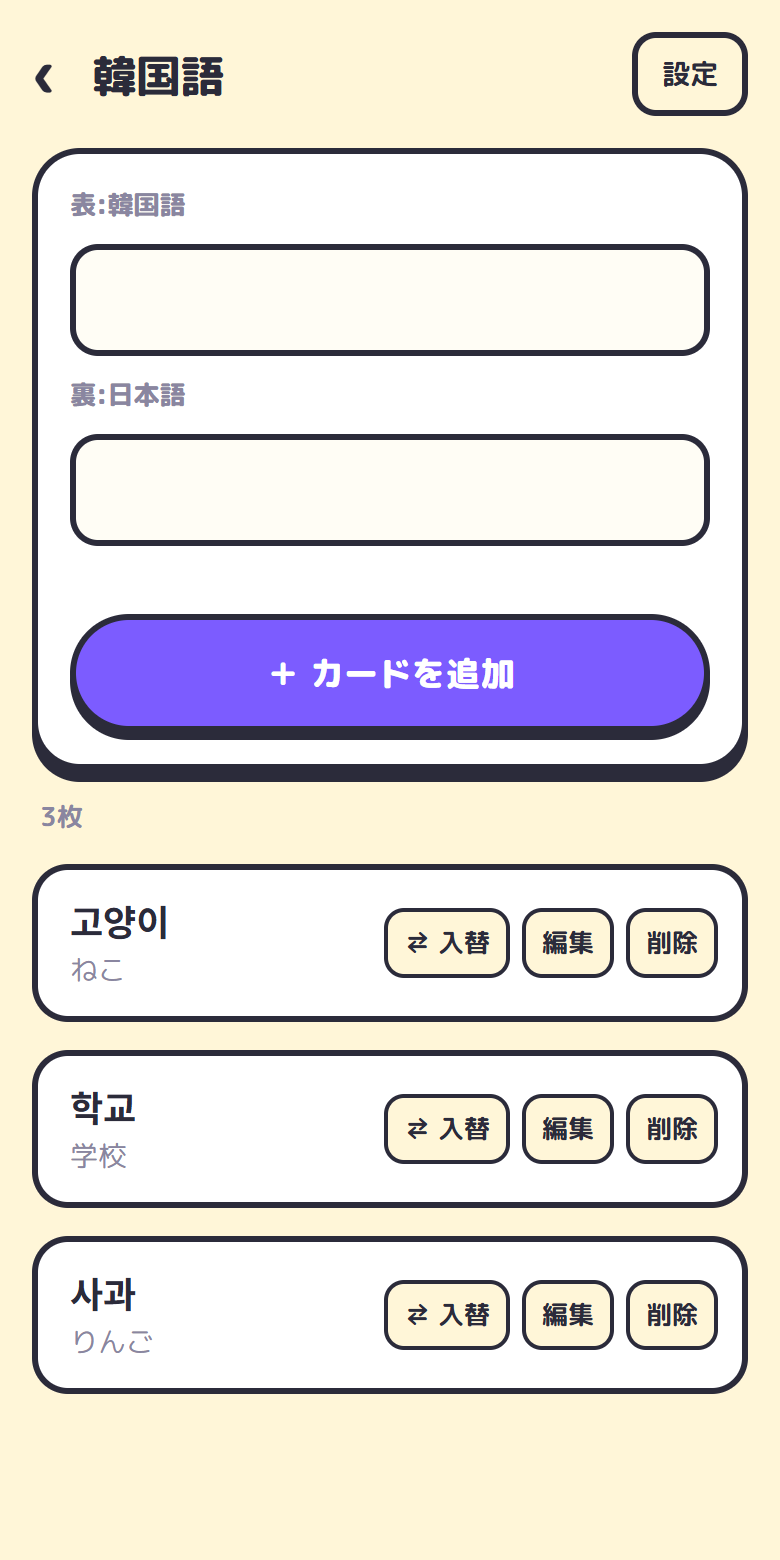 ‹ 韓国語
設定
表:韓国語
裏:日本語
＋ カードを追加
3枚
고양이
ねこ
⇄ 入替 編集 削除
학교
学校
⇄ 入替 編集 削除
사과
りんご
⇄ 入替 編集 削除